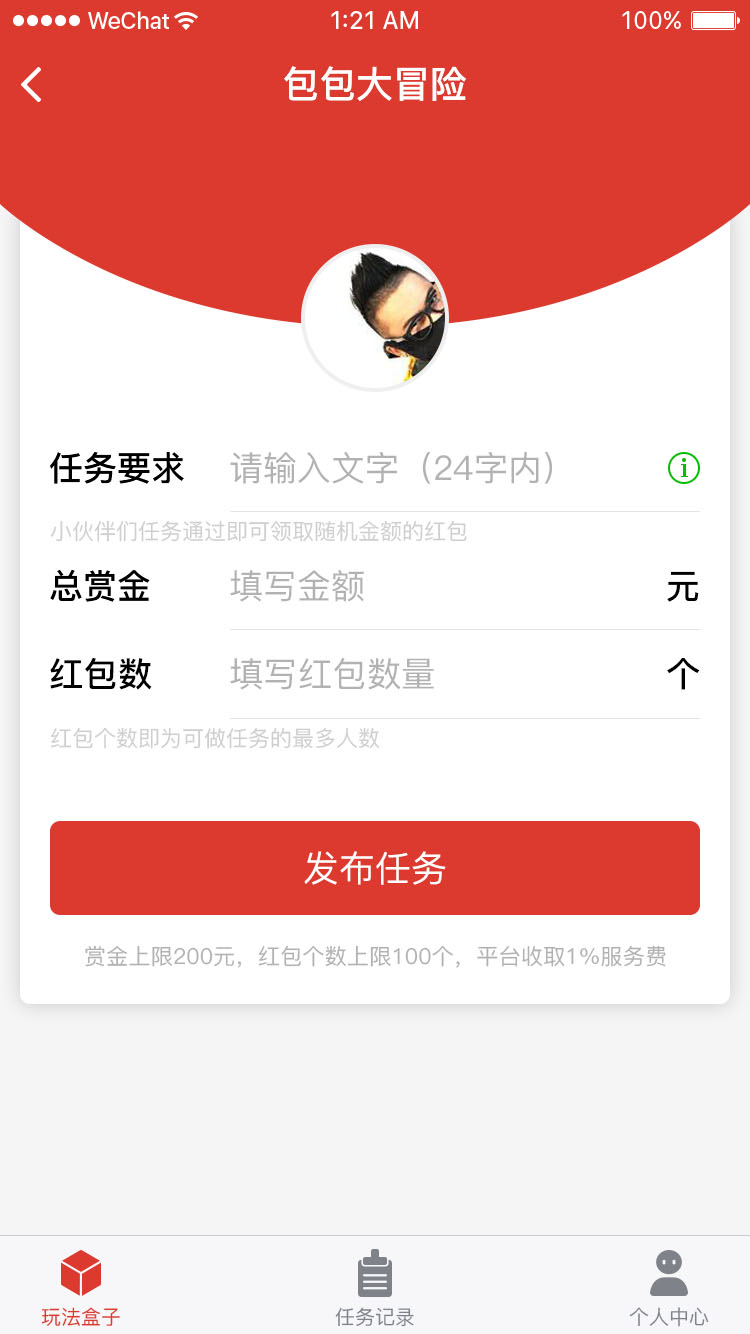 WeChat 1:21 AM 100%
包包大冒险
任务要求 请输入文字（24字内）
小伙伴们任务通过即可领取随机金额的红包
总赏金 填写金额 元
红包数 填写红包数量 个
红包个数即为可做任务的最多人数
发布任务
赏金上限200元，红包个数上限100个，平台收取1%服务费
玩法盒子 任务记录 个人中心